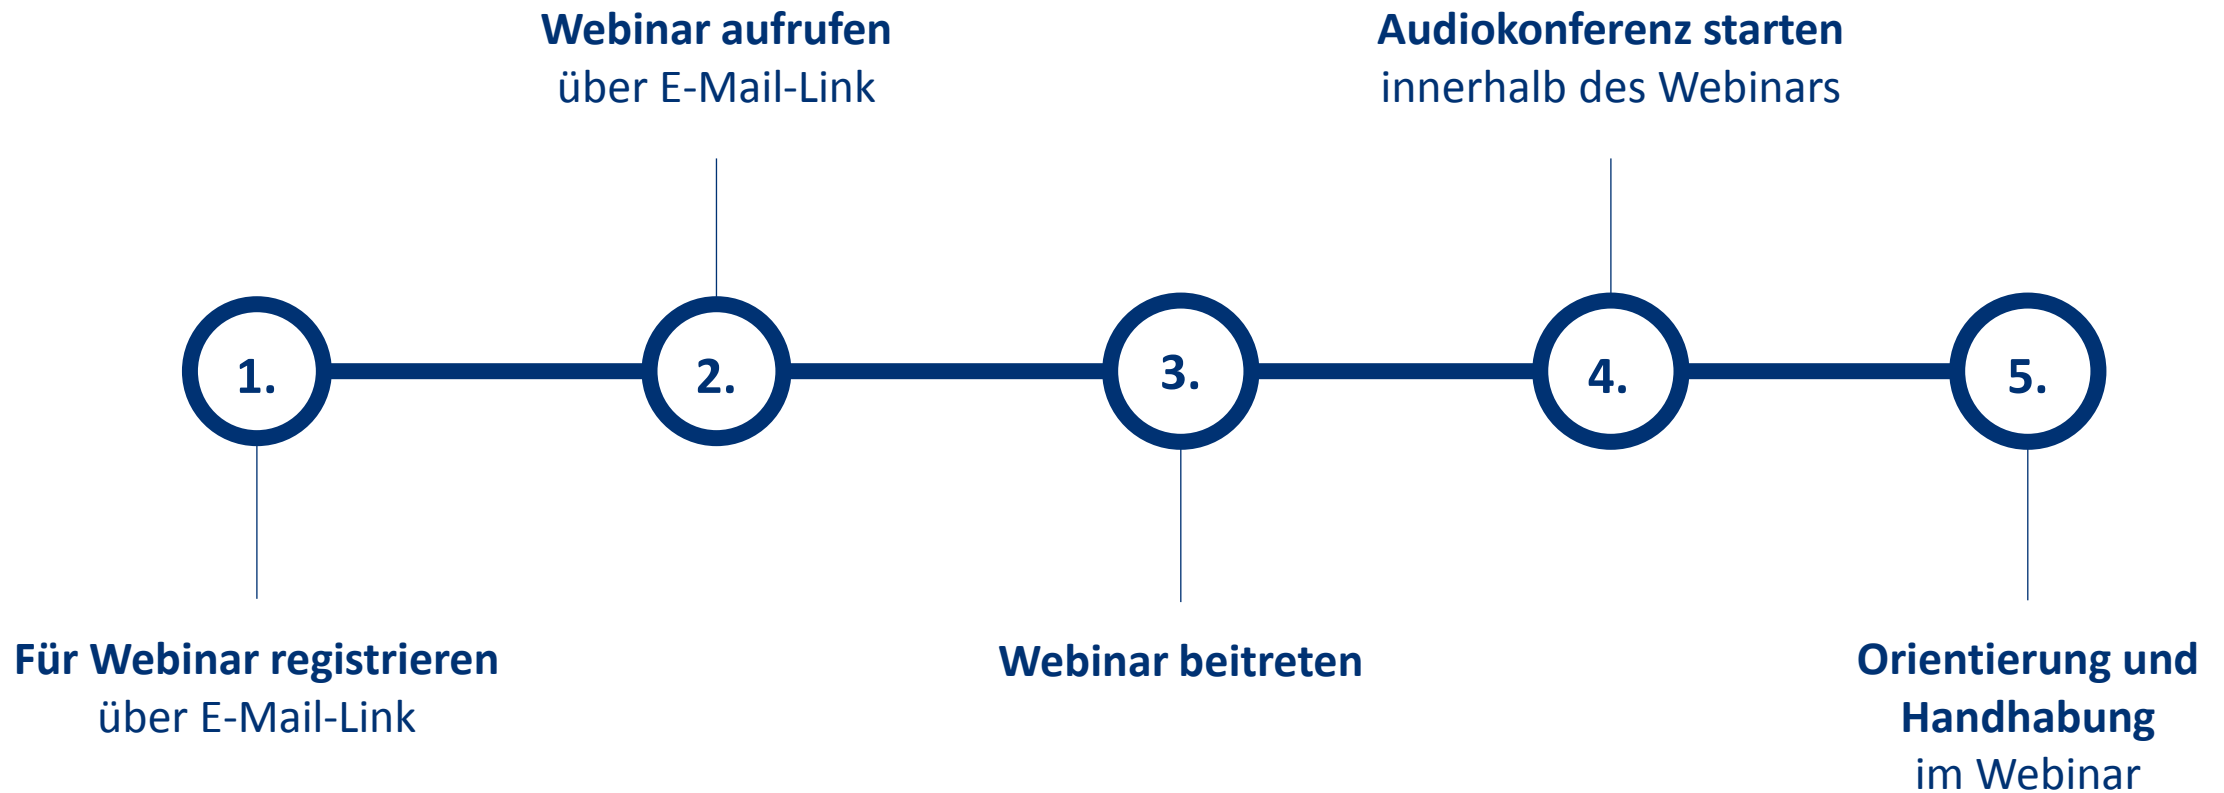 Webinar aufrufen
über E-Mail-Link
Audiokonferenz starten
innerhalb des Webinars
1.
2.
3.
4.
5.
Für Webinar registrieren
über E-Mail-Link
Webinar beitreten
Orientierung und
Handhabung
im Webinar